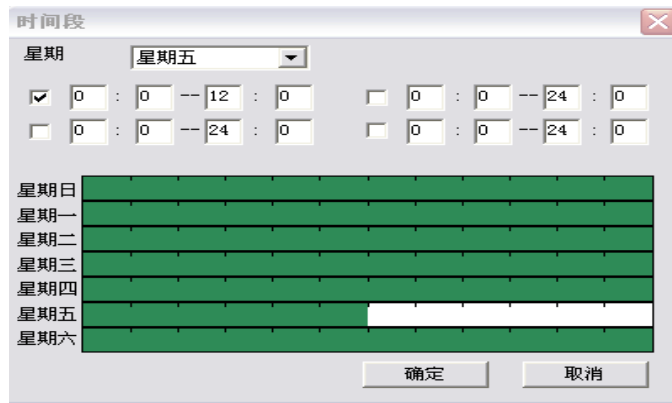 时间段
星期 星期五
0 : 0 -- 12 : 0 0 : 0 -- 24 : 0
0 : 0 -- 24 : 0 0 : 0 -- 24 : 0
星期日
星期一
星期二
星期三
星期四
星期五
星期六
确定 取消